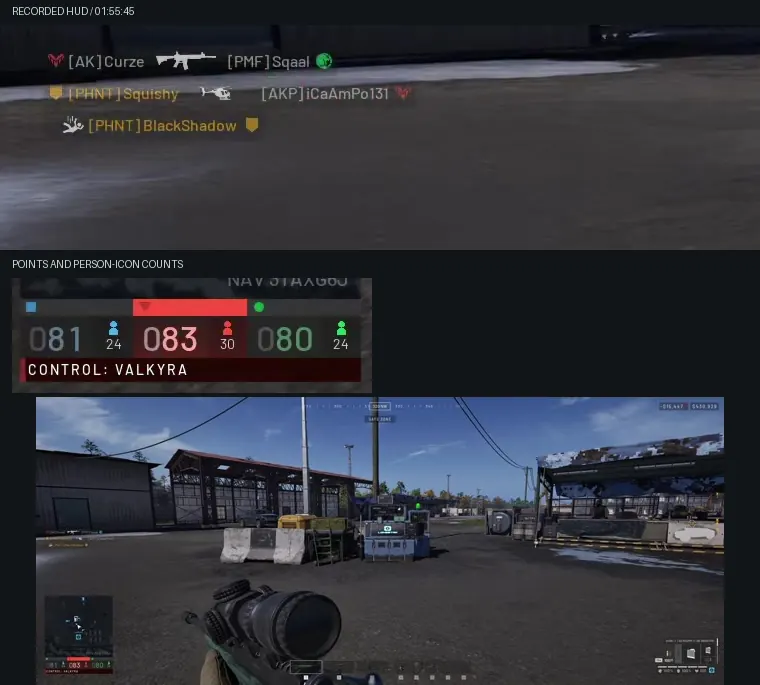 RECORDED HUD / 01:55:45
[AK] Curze [PMF] Sqaal
[PHNT] Squishy [AKP] iCaAmPo131
[PHNT] BlackShadow
POINTS AND PERSON-ICON COUNTS
081 24 083 30 080 24
CONTROL: VALKYRA